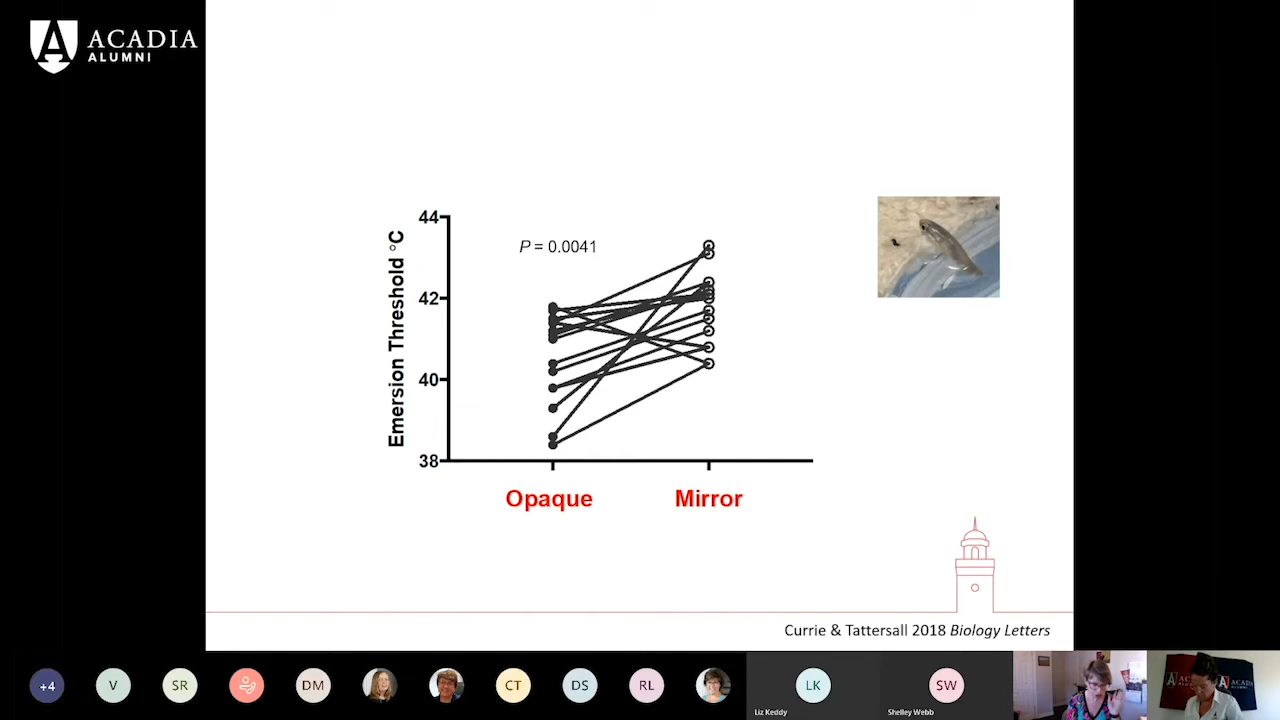 ACADIA
ALUMNI
Emersion Threshold °C
44
42
40
38
P = 0.0041
Opaque
Mirror
Currie & Tattersall 2018 Biology Letters
+4
V
SR
DM
CT
DS
RL
LK
Liz Keddy
SW
Shelley Webb
ACADIA